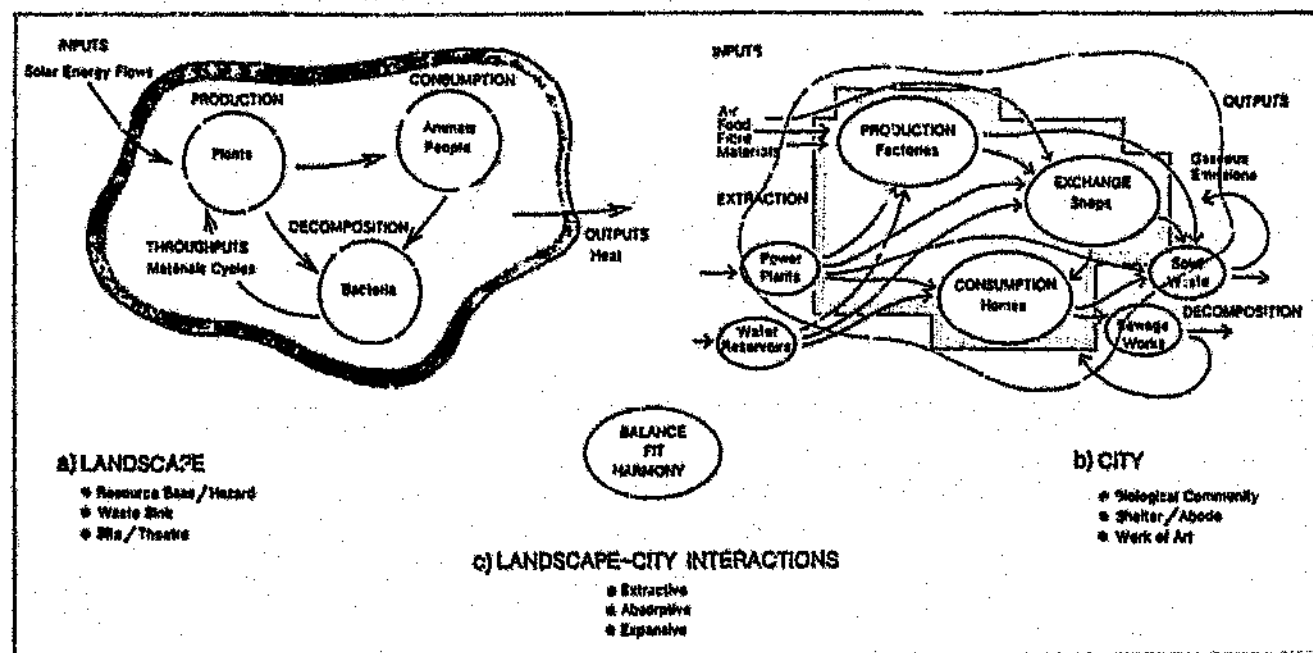 INPUTS
Solar Energy Flows
PRODUCTION
Plants
CONSUMPTION
Animals
People
DECOMPOSITION
Bacteria
THROUGHPUTS
Materials Cycles
OUTPUTS
Heat
a) LANDSCAPE
* Resource Base/Hazard
* Waste Sink
* Site/Theatre
BALANCE
FIT
HARMONY
c) LANDSCAPE-CITY INTERACTIONS
* Extractive
* Absorptive
* Expansive
INPUTS
Air
Food
Fibre
Materials
EXTRACTION
Power
Plants
Water
Reservoirs
PRODUCTION
Factories
EXCHANGE
Shops
CONSUMPTION
Homes
OUTPUTS
Gaseous
Emissions
Solid
Waste
DECOMPOSITION
Sewage
Works
b) CITY
* Biological Community
* Shelter/Abode
* Work of Art